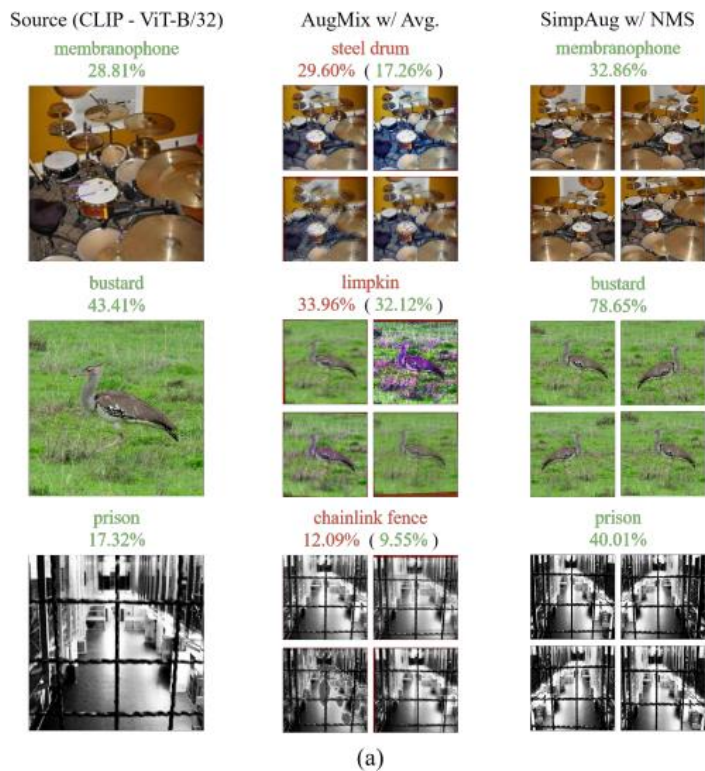 Source (CLIP - ViT-B/32) AugMix w/ Avg. SimpAug w/ NMS
membranophone steel drum membranophone
28.81% 29.60% ( 17.26% ) 32.86%
bustard limpkin bustard
43.41% 33.96% ( 32.12% ) 78.65%
prison chainlink fence prison
17.32% 12.09% ( 9.55% ) 40.01%
(a)